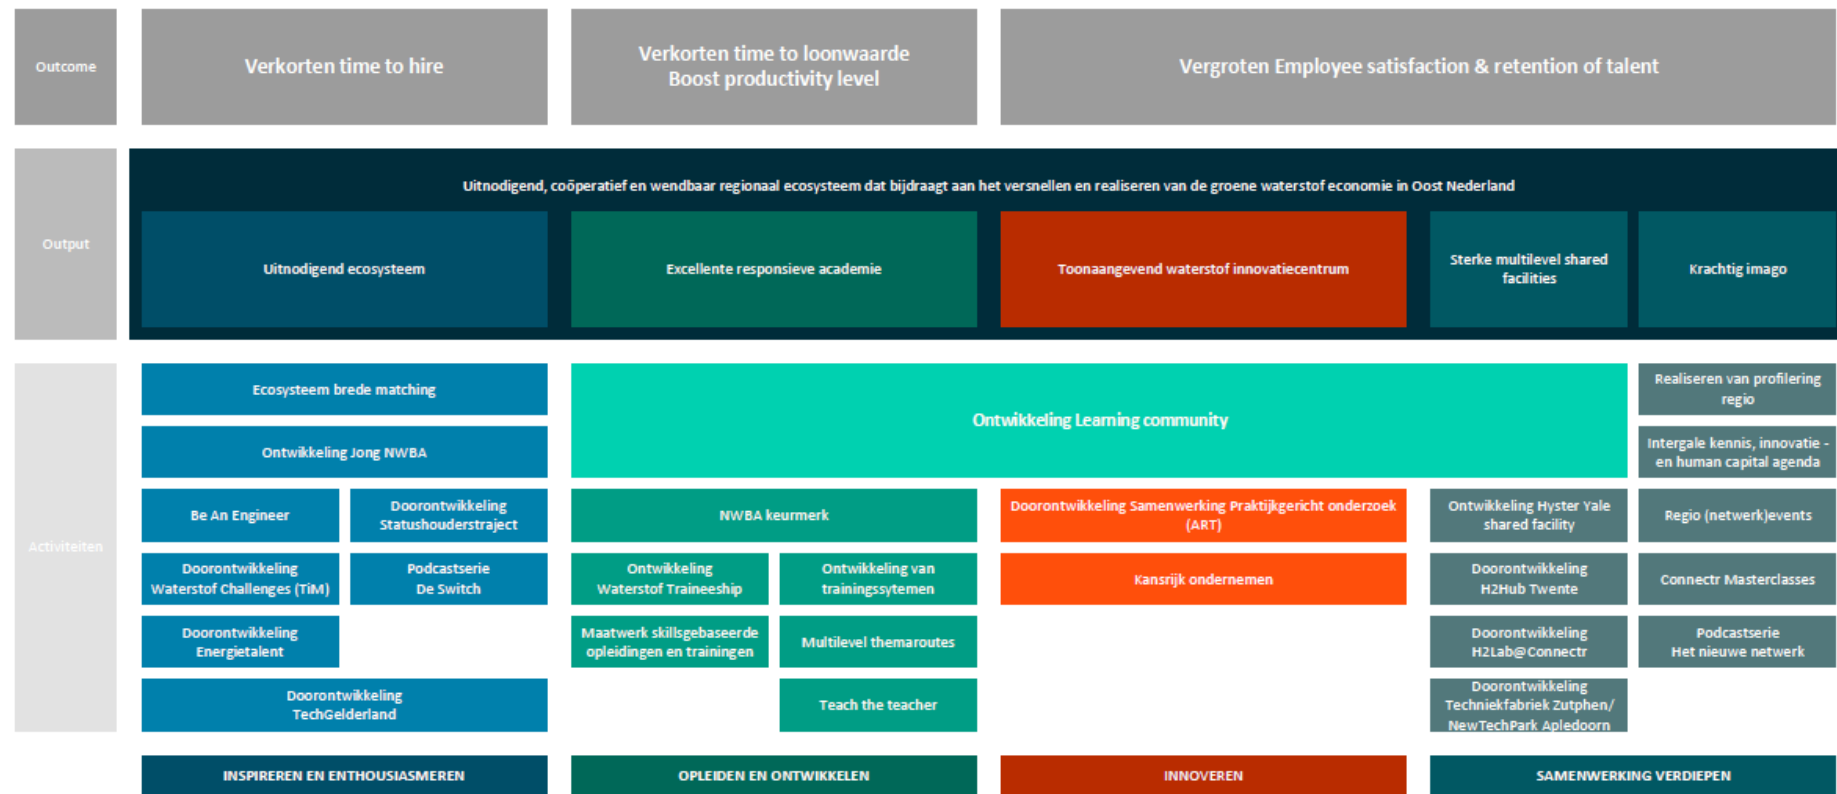 Outcome
Verkorten time to hire
Verkorten time to loonwaarde
Boost productivity level
Vergroten Employee satisfaction & retention of talent
Output
Uitnodigend, coöperatief en wendbaar regionaal ecosysteem dat bijdraagt aan het versnellen en realiseren van de groene waterstof economie in Oost Nederland
Uitnodigend ecosysteem
Excellente responsieve academie
Toonaangevend waterstof innovatiecentrum
Sterke multilevel shared
facilities
Krachtig imago
Activiteiten
Ecosysteem brede matching
Ontwikkeling Jong NWBA
Be An Engineer
Doorontwikkeling
Statushouderstraject
Doorontwikkeling
Waterstof Challenges (TiM)
Podcastserie
De Switch
Doorontwikkeling
Energietalent
Doorontwikkeling
TechGelderland
Ontwikkeling Learning community
NWBA keurmerk
Ontwikkeling
Waterstof Traineeship
Ontwikkeling van
trainingssytemen
Maatwerk skillsgebaseerde
opleidingen en trainingen
Multilevel themaroutes
Teach the teacher
Doorontwikkeling Samenwerking Praktijkgericht onderzoek
(ART)
Kansrijk ondernemen
Ontwikkeling Hyster Yale
shared facility
Doorontwikkeling
H2Hub Twente
Doorontwikkeling
H2Lab@Connectr
Doorontwikkeling
Techniekfabriek Zutphen/
NewTechPark Apledoorn
Realiseren van profilering
regio
Intergale kennis, innovatie -
en human capital agenda
Regio (netwerk)events
Connectr Masterclasses
Podcastserie
Het nieuwe netwerk
INSPIREREN EN ENTHOUSIASMEREN
OPLEIDEN EN ONTWIKKELEN
INNOVEREN
SAMENWERKING VERDIEPEN